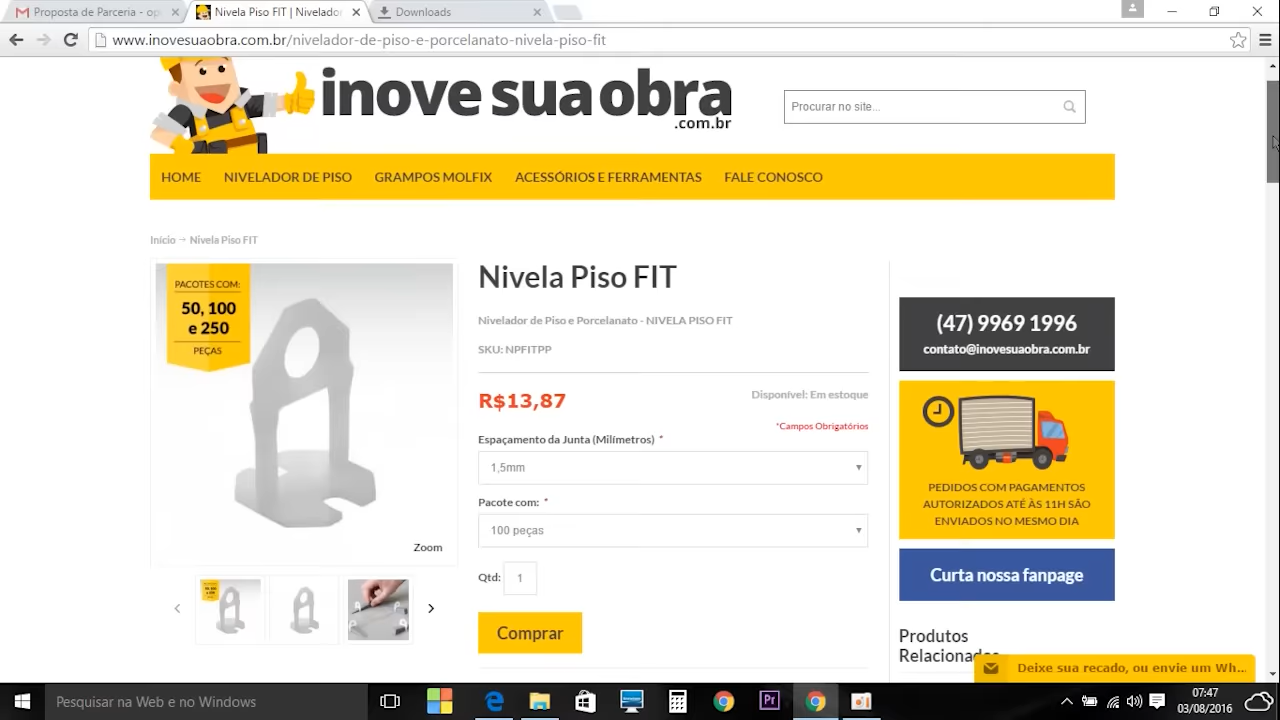 Proposta de Parceria - op
Nivela Piso FIT | Nivelador
Downloads
www.inovesuaobra.com.br/nivelador-de-piso-e-porcelanato-nivela-piso-fit
inove sua obra
.com.br
Procurar no site...
HOME NIVELADOR DE PISO GRAMPOS MOLFIX ACESSÓRIOS E FERRAMENTAS FALE CONOSCO
Início → Nivela Piso FIT
PACOTES COM:
50, 100
e 250
PEÇAS
Zoom
Nivela Piso FIT
Nivelador de Piso e Porcelanato - NIVELA PISO FIT
SKU: NPFITPP
R$13,87
Disponível: Em estoque
*Campos Obrigatórios
Espaçamento da Junta (Milímetros) *
1,5mm
Pacote com: *
100 peças
Qtd: 1
Comprar
(47) 9969 1996
contato@inovesuaobra.com.br
PEDIDOS COM PAGAMENTOS
AUTORIZADOS ATÉ ÀS 11H SÃO
ENVIADOS NO MESMO DIA
Curta nossa fanpage
Produtos
Relacionados
Deixe sua recado, ou envie um Wh...
Pesquisar na Web e no Windows
Pr
07:47
03/08/2016